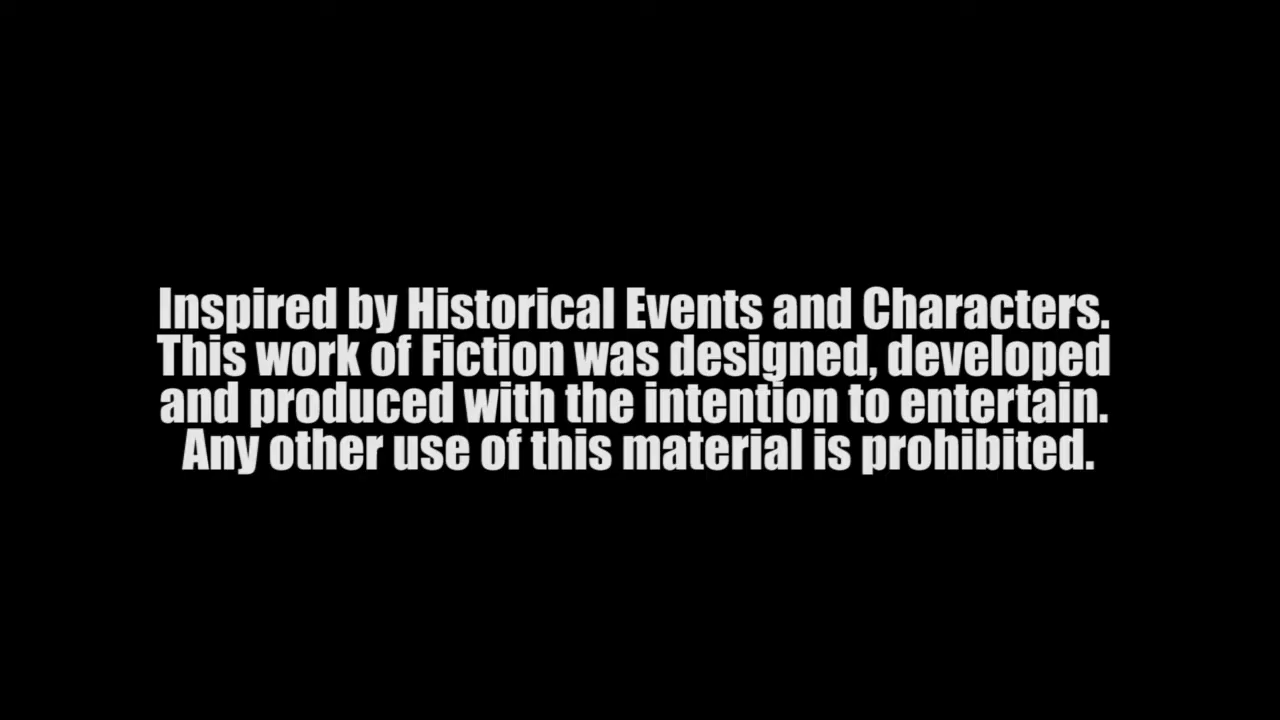 Inspired by Historical Events and Characters.
This work of Fiction was designed, developed
and produced with the intention to entertain.
Any other use of this material is prohibited.